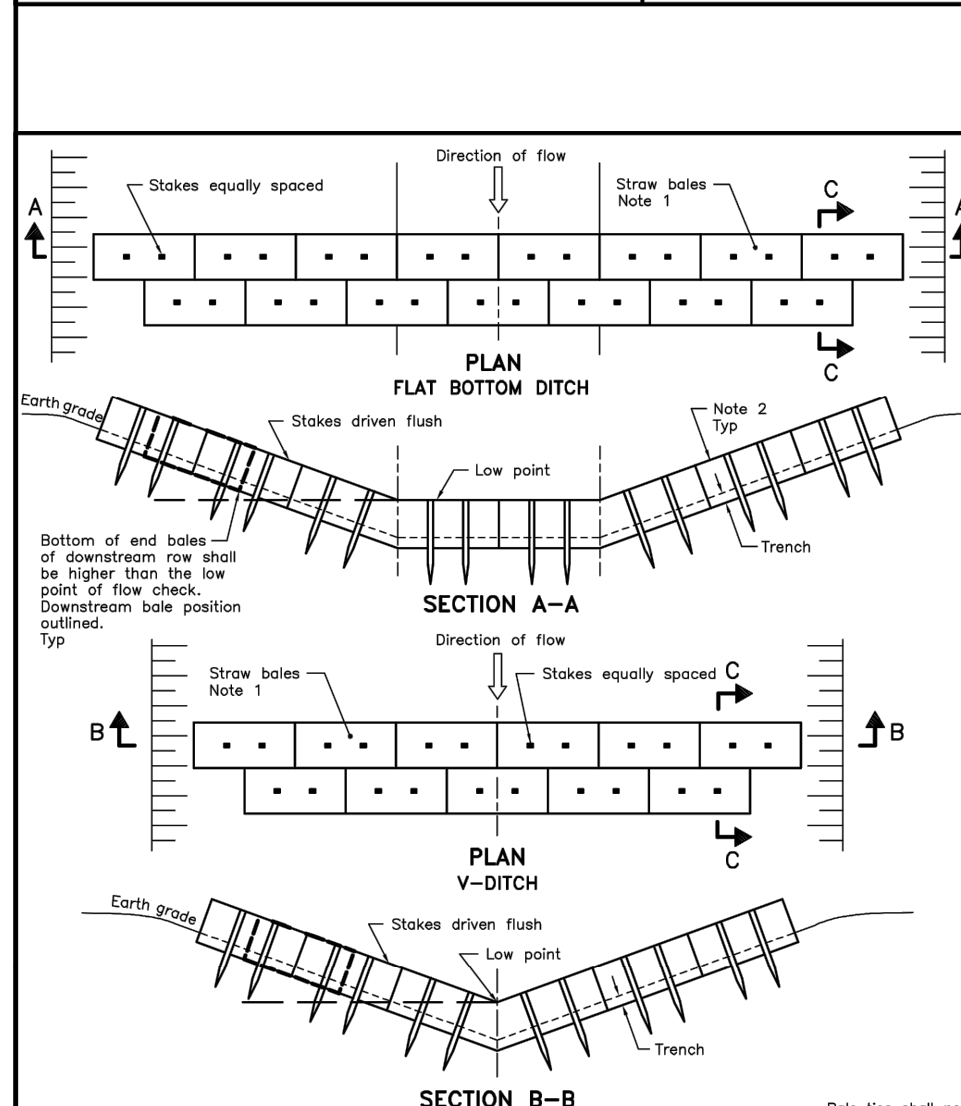 Direction of flow
Stakes equally spaced
Straw bales
Note 1
C
A
A
C
PLAN
FLAT BOTTOM DITCH
Earth grade
Stakes driven flush
Note 2
Typ
Low point
Bottom of end bales
of downstream row shall
be higher than the low
point of flow check.
Downstream bale position
outlined.
Typ
Trench
SECTION A-A
Direction of flow
Straw bales
Note 1
Stakes equally spaced
C
B
B
C
PLAN
V-DITCH
Earth grade
Stakes driven flush
Low point
Trench
SECTION B-B